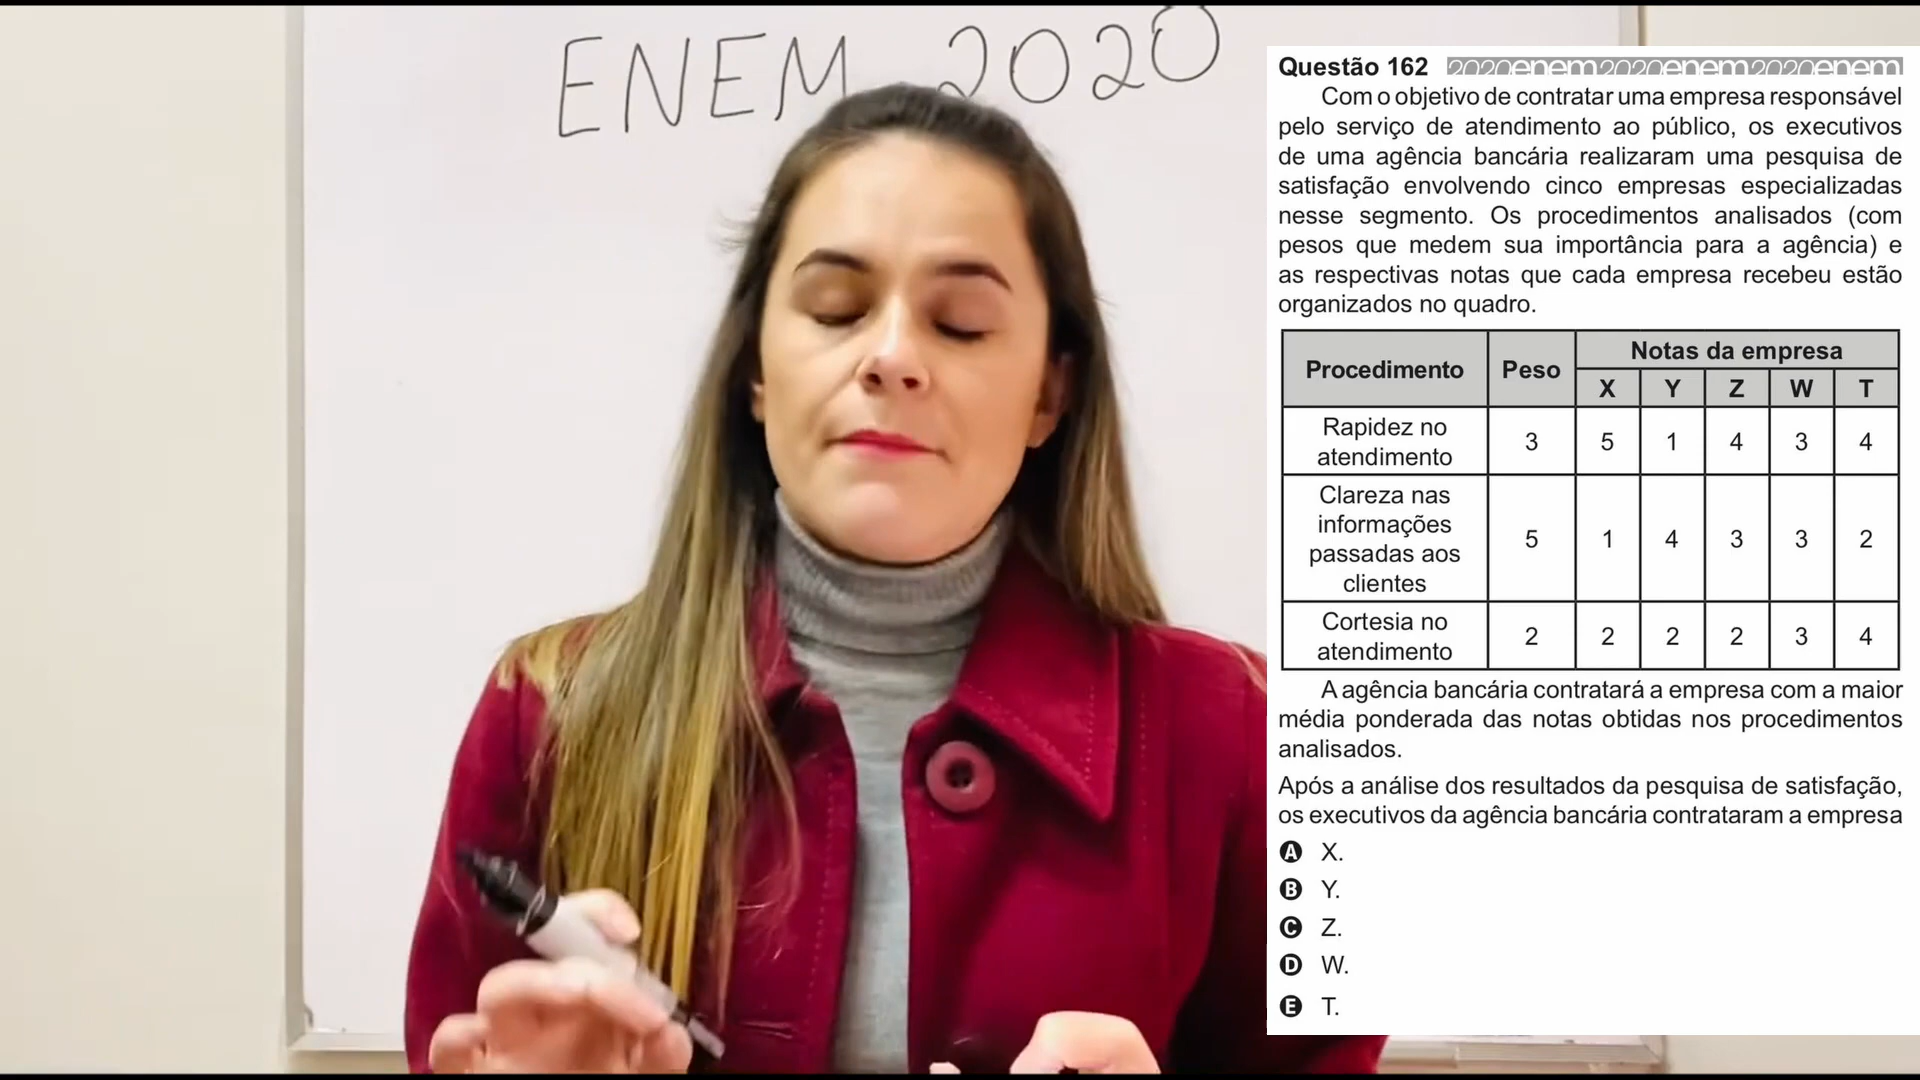 ENEM 2020
Questão 162 2020enem2020enem2020enem
Com o objetivo de contratar uma empresa responsável
pelo serviço de atendimento ao público, os executivos
de uma agência bancária realizaram uma pesquisa de
satisfação envolvendo cinco empresas especializadas
nesse segmento. Os procedimentos analisados (com
pesos que medem sua importância para a agência) e
as respectivas notas que cada empresa recebeu estão
organizados no quadro.
Procedimento Peso Notas da empresa
X Y Z W T
Rapidez no
atendimento 3 5 1 4 3 4
Clareza nas
informações
passadas aos
clientes 5 1 4 3 3 2
Cortesia no
atendimento 2 2 2 2 3 4
A agência bancária contratará a empresa com a maior
média ponderada das notas obtidas nos procedimentos
analisados.
Após a análise dos resultados da pesquisa de satisfação,
os executivos da agência bancária contrataram a empresa
A X.
B Y.
C Z.
D W.
E T.